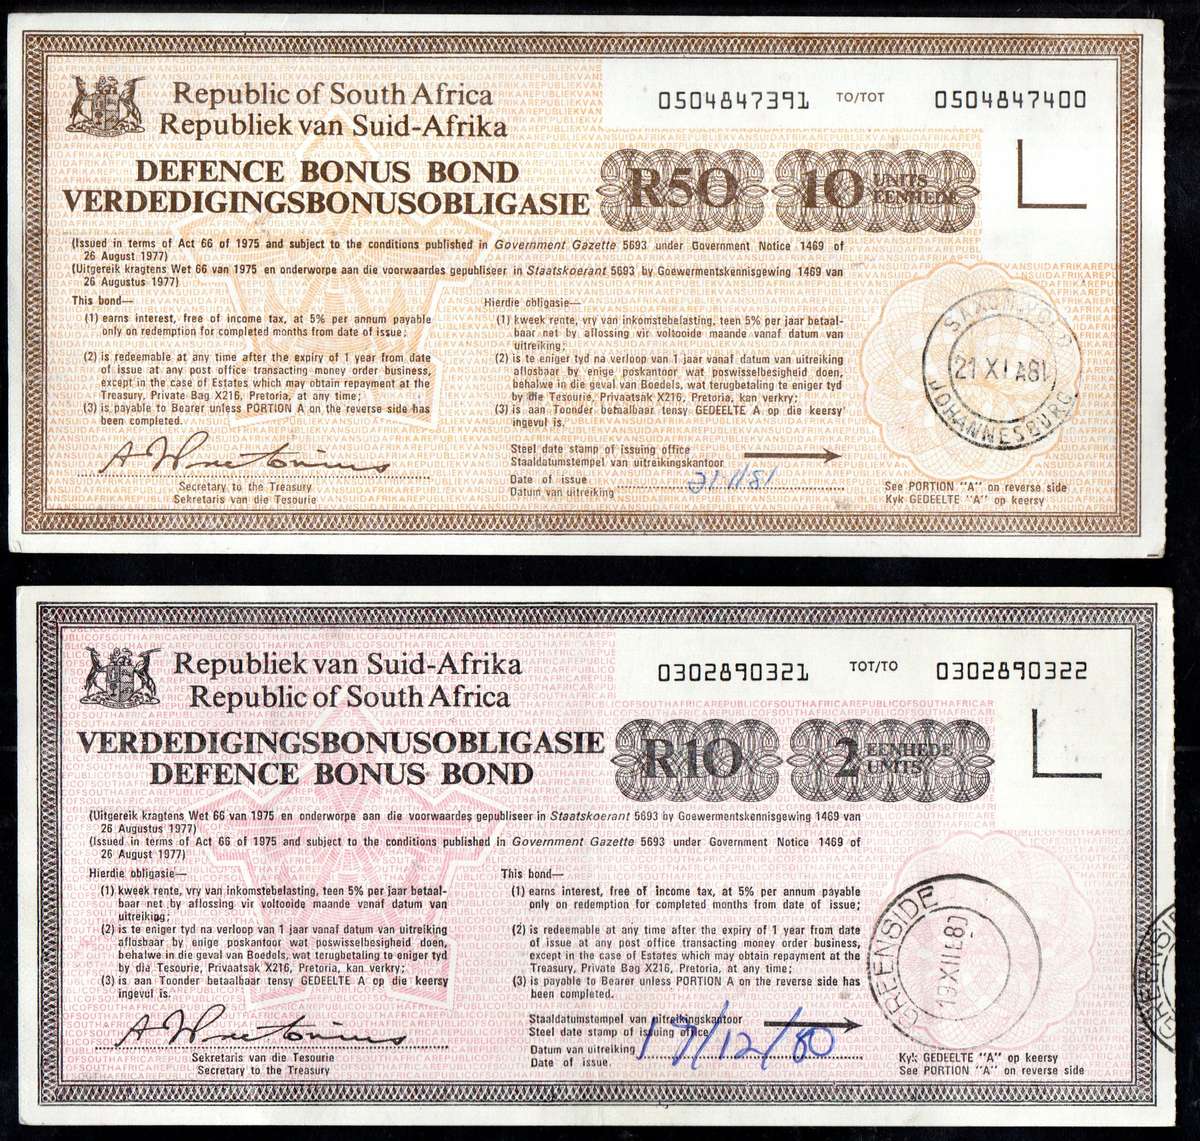 Republic of South Africa
Republiek van Suid-Afrika
DEFENCE BONUS BOND
VERDEDIGINGSBONUSOBLIGASIE
0504847391 TO/TOT 0504847400
R50 10 UNITS
EENHEDE
(Issued in terms of Act 66 of 1975 and subject to the conditions published in Government Gazette 5693 under Government Notice 1469 of
26 August 1977)
(Uitgereik kragtens Wet 66 van 1975 en onderworpe aan die voorwaardes gepubliseer in Staatskoerant 5693 by Goewermentskennisgewing 1469 van
26 Augustus 1977)
This bond—
(1) earns interest, free of income tax, at 5% per annum payable
only on redemption for completed months from date of issue;
(2) is redeemable at any time after the expiry of 1 year from date
of issue at any post office transacting money order business,
except in the case of Estates which may obtain repayment at the
Treasury, Private Bag X216, Pretoria, at any time;
(3) is payable to Bearer unless PORTION A on the reverse side has
been completed.
Hierdie obligasie—
(1) kweek rente, vry van inkomstebelasting, teen 5% per jaar betaal-
baar net by aflossing vir voltooide maande vanaf datum van
uitreiking;
(2) is te eniger tyd na verloop van 1 jaar vanaf datum van uitreiking
aflosbaar by enige poskantoor wat poswisselbesigheid doen,
behalwe in die geval van Boedels, wat terugbetaling te eniger tyd
by die Tesourie, Privaatsak X216, Pretoria, kan verkry;
(3) is aan Toonder betaalbaar tensy GEDEELTE A op die keersy
ingevul is.
Secretary to the Treasury
Sekretaris van die Tesourie
Steel date stamp of issuing office
Staaldatumstempel van uitreikingskantoor
Date of issue
Datum van uitreiking
See PORTION "A" on reverse side
Kyk GEDEELTE "A" op keersy
21 XI A81
JOHANNESBURG
Republiek van Suid-Afrika
Republic of South Africa
VERDEDIGINGSBONUSOBLIGASIE
DEFENCE BONUS BOND
0302890321 TOT/TO 0302890322
R10 2 EENHEDE
UNITS
(Uitgereik kragtens Wet 66 van 1975 en onderworpe aan die voorwaardes gepubliseer in Staatskoerant 5693 by Goewermentskennisgewing 1469 van
26 Augustus 1977)
(Issued in terms of Act 66 of 1975 and subject to the conditions published in Government Gazette 5693 under Government Notice 1469 of
26 August 1977)
Hierdie obligasie—
(1) kweek rente, vry van inkomstebelasting, teen 5% per jaar betaal-
baar net by aflossing vir voltooide maande vanaf datum van
uitreiking;
(2) is te eniger tyd na verloop van 1 jaar vanaf datum van uitreiking
aflosbaar by enige poskantoor wat poswisselbesigheid doen,
behalwe in die geval van Boedels, wat terugbetaling te eniger tyd
by die Tesourie, Privaatsak X216, Pretoria, kan verkry;
(3) is aan Toonder betaalbaar tensy GEDEELTE A op die keersy
ingevul is.
This bond—
(1) earns interest, free of income tax, at 5% per annum payable
only on redemption for completed months from date of issue;
(2) is redeemable at any time after the expiry of 1 year from date
of issue at any post office transacting money order business,
except in the case of Estates which may obtain repayment at the
Treasury, Private Bag X216, Pretoria, at any time;
(3) is payable to Bearer unless PORTION A on the reverse side has
been completed.
Sekretaris van die Tesourie
Secretary to the Treasury
Staaldatumstempel van uitreikingskantoor
Steel date stamp of issuing office
Datum van uitreiking 19/12/80
Date of issue
Kyk GEDEELTE "A" op keersy
See PORTION "A" on reverse side
GREENSIDE
19 XII 80
GREENSIDE